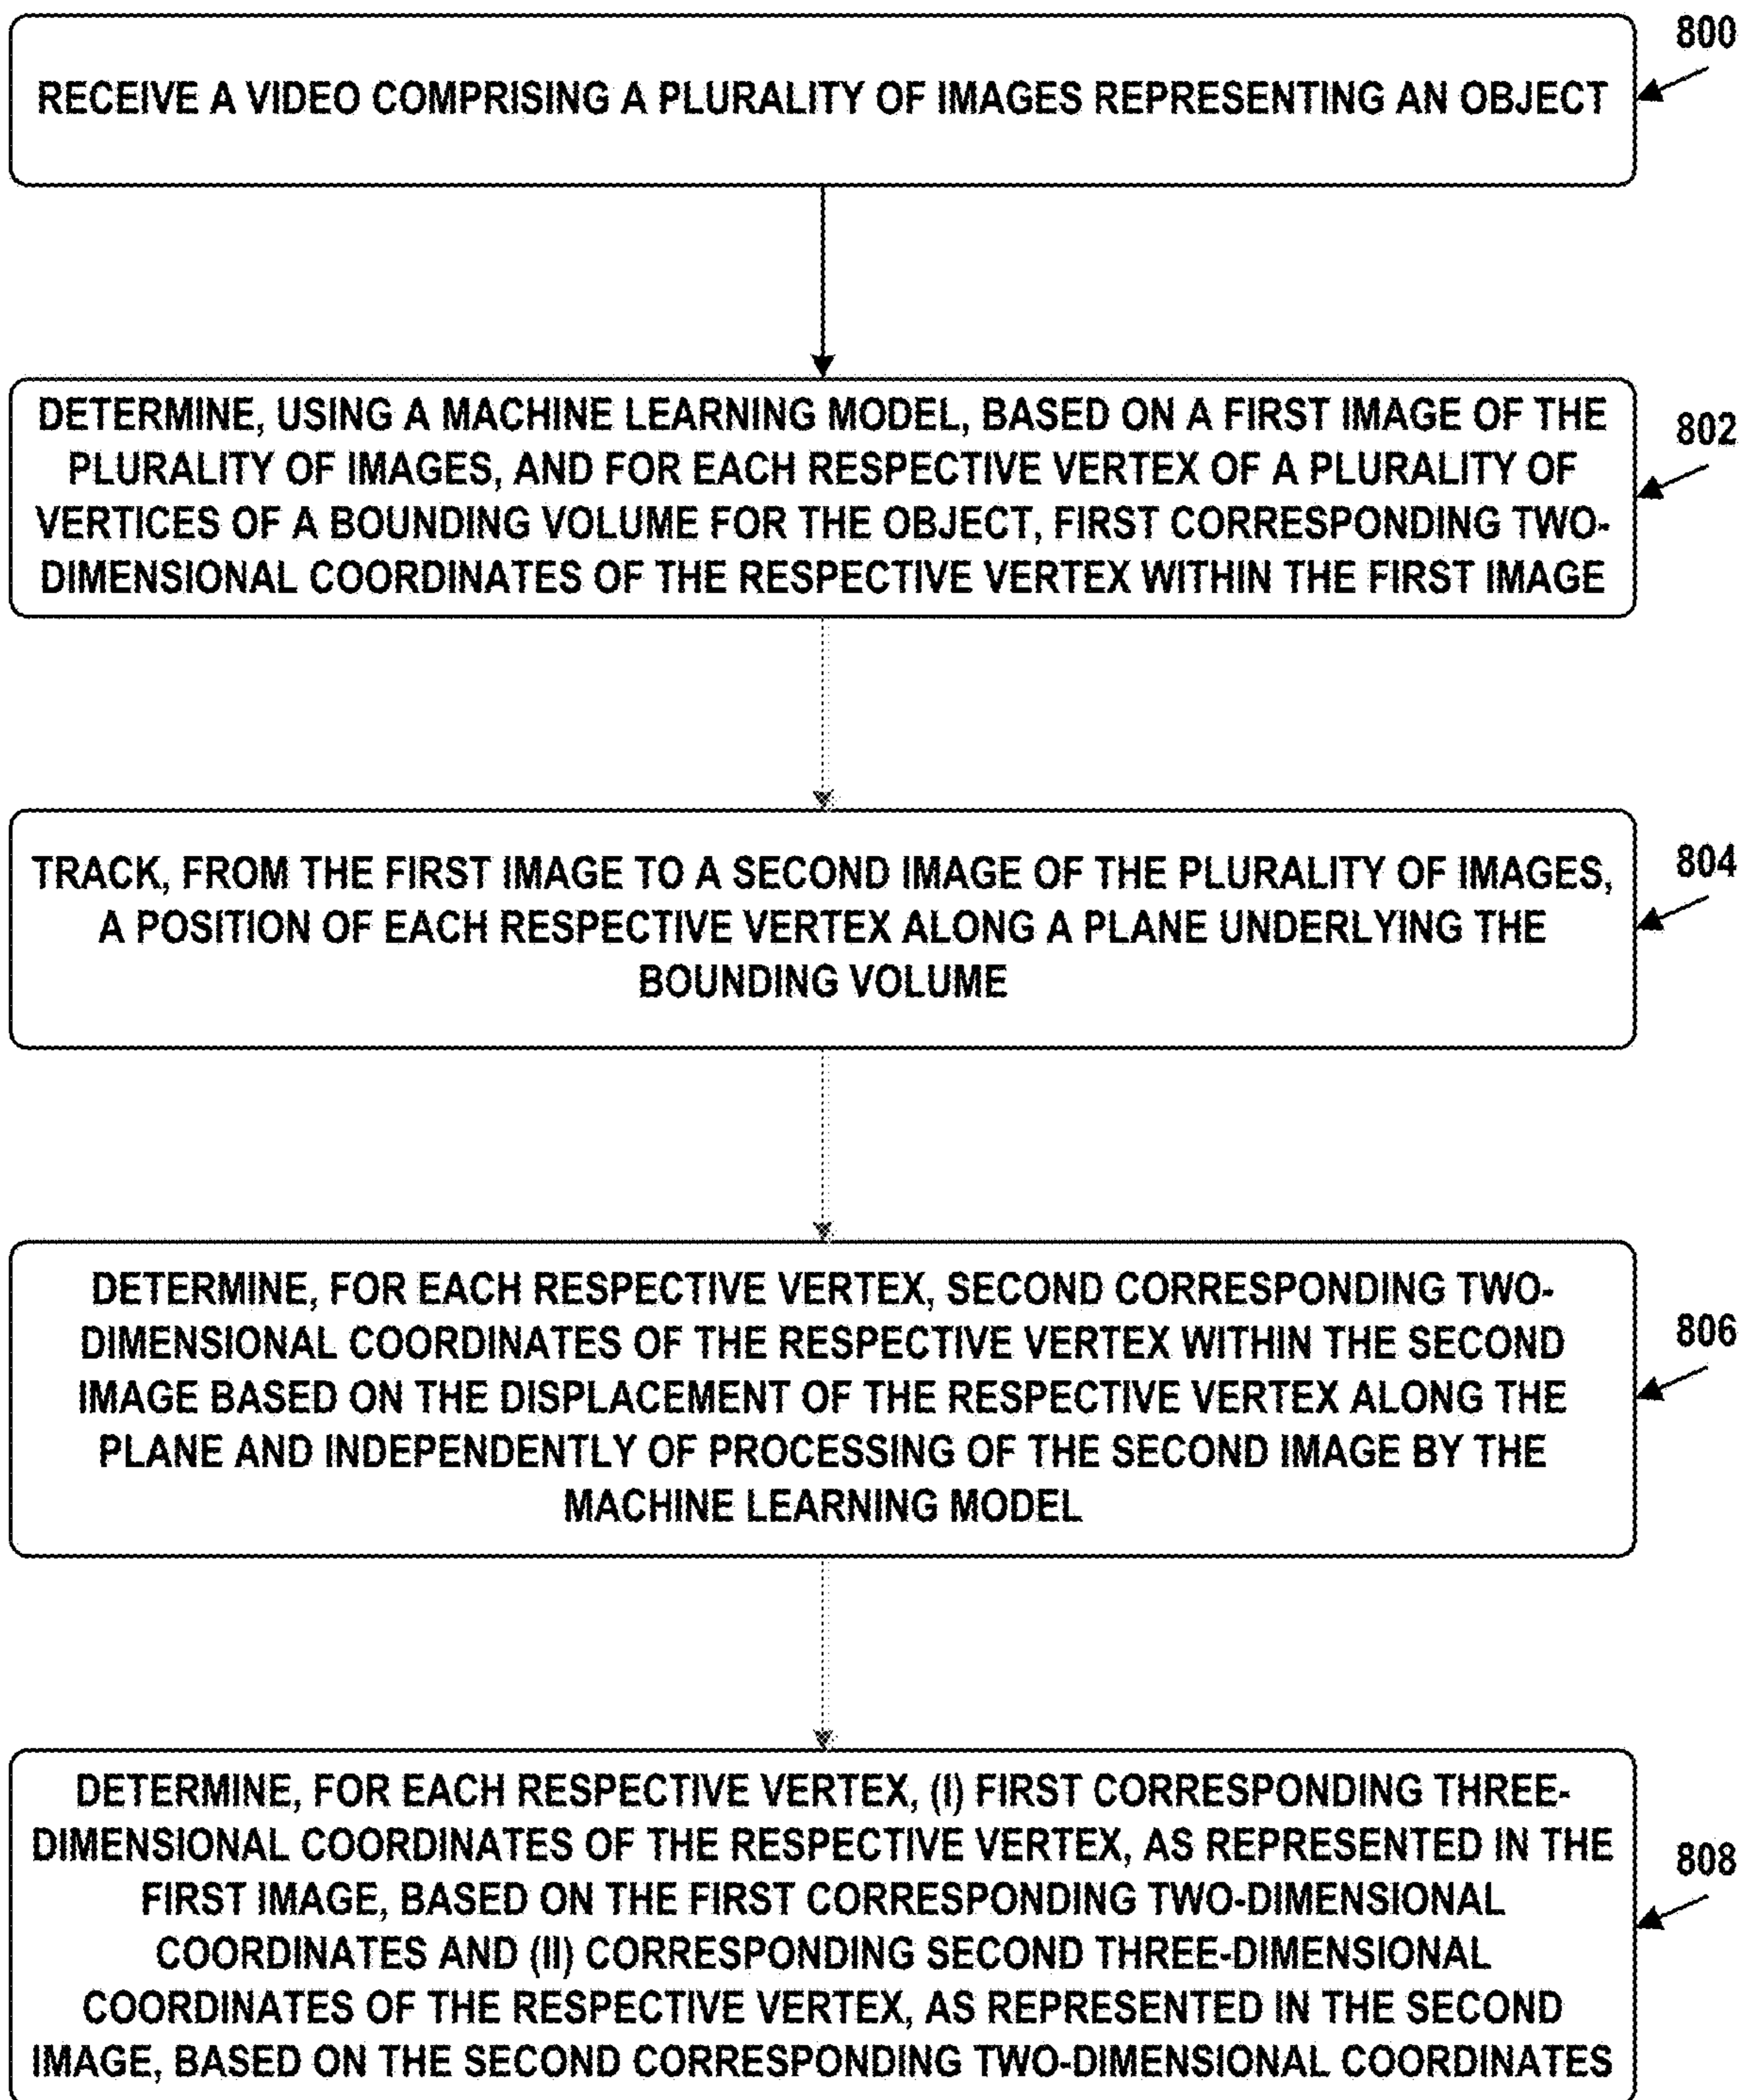 800
RECEIVE A VIDEO COMPRISING A PLURALITY OF IMAGES REPRESENTING AN OBJECT
DETERMINE, USING A MACHINE LEARNING MODEL, BASED ON A FIRST IMAGE OF THE
PLURALITY OF IMAGES, AND FOR EACH RESPECTIVE VERTEX OF A PLURALITY OF
VERTICES OF A BOUNDING VOLUME FOR THE OBJECT, FIRST CORRESPONDING TWO-
DIMENSIONAL COORDINATES OF THE RESPECTIVE VERTEX WITHIN THE FIRST IMAGE
802
TRACK, FROM THE FIRST IMAGE TO A SECOND IMAGE OF THE PLURALITY OF IMAGES,
A POSITION OF EACH RESPECTIVE VERTEX ALONG A PLANE UNDERLYING THE
BOUNDING VOLUME
804
DETERMINE, FOR EACH RESPECTIVE VERTEX, SECOND CORRESPONDING TWO-
DIMENSIONAL COORDINATES OF THE RESPECTIVE VERTEX WITHIN THE SECOND
IMAGE BASED ON THE DISPLACEMENT OF THE RESPECTIVE VERTEX ALONG THE
PLANE AND INDEPENDENTLY OF PROCESSING OF THE SECOND IMAGE BY THE
MACHINE LEARNING MODEL
806
DETERMINE, FOR EACH RESPECTIVE VERTEX, (I) FIRST CORRESPONDING THREE-
DIMENSIONAL COORDINATES OF THE RESPECTIVE VERTEX, AS REPRESENTED IN THE
FIRST IMAGE, BASED ON THE FIRST CORRESPONDING TWO-DIMENSIONAL
COORDINATES AND (II) CORRESPONDING SECOND THREE-DIMENSIONAL
COORDINATES OF THE RESPECTIVE VERTEX, AS REPRESENTED IN THE SECOND
IMAGE, BASED ON THE SECOND CORRESPONDING TWO-DIMENSIONAL COORDINATES
808